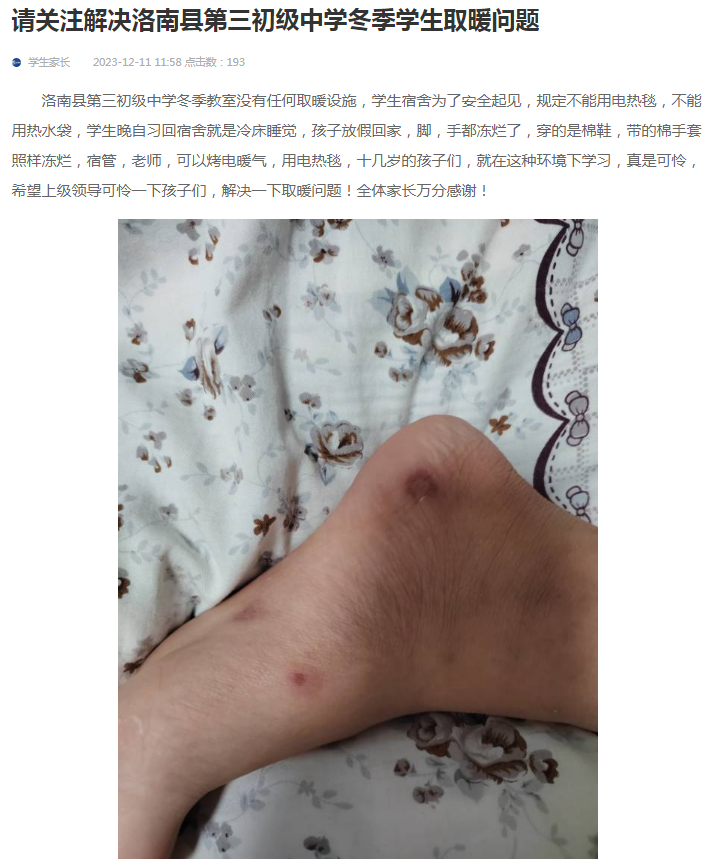 请关注解决洛南县第三初级中学冬季学生取暖问题
学生家长 2023-12-11 11:58 点击数：193
洛南县第三初级中学冬季教室没有任何取暖设施，学生宿舍为了安全起见，规定不能用电热毯，不能
用热水袋，学生晚自习回宿舍就是冷床睡觉，孩子放假回家，脚，手都冻烂了，穿的是棉鞋，带的棉手套
照样冻烂，宿管，老师，可以烤电暖气，用电热毯，十几岁的孩子们，就在这种环境下学习，真是可怜，
希望上级领导可怜一下孩子们，解决一下取暖问题！全体家长万分感谢！